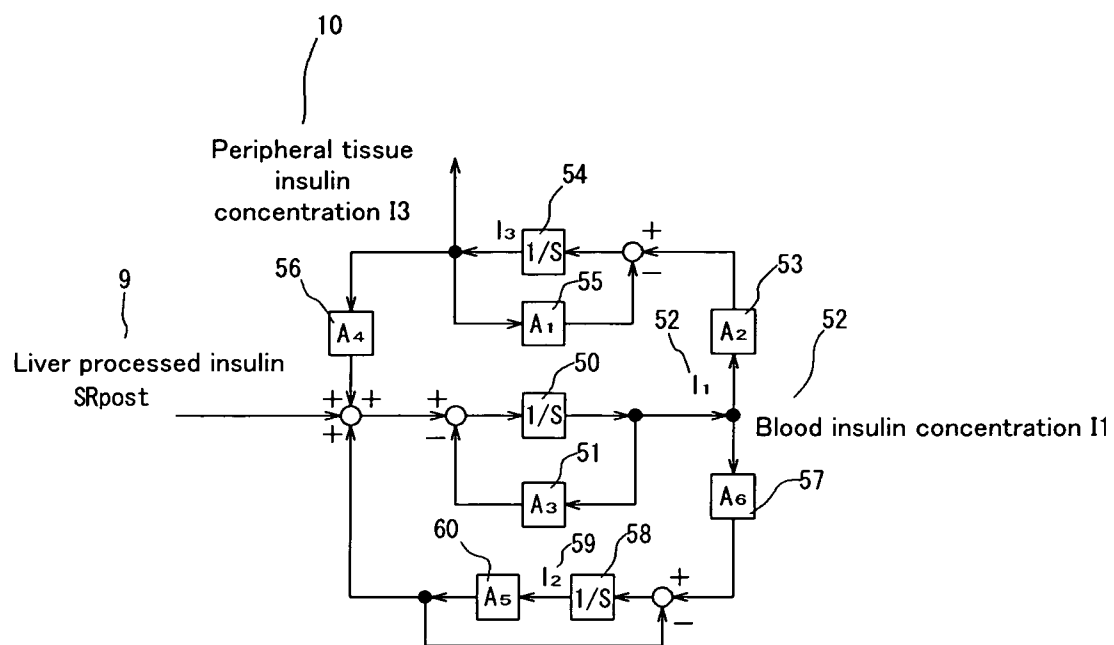 10
Peripheral tissue
insulin
concentration I3
54
I₃
1/S
+
−
53
56
55
9
A₄
A₁
A₂
52
52
Liver processed insulin
SRpost
50
I₁
+
+
+
+
−
1/S
Blood insulin concentration I1
51
57
A₃
A₆
60
59
58
I₂
+
A₅
1/S
−